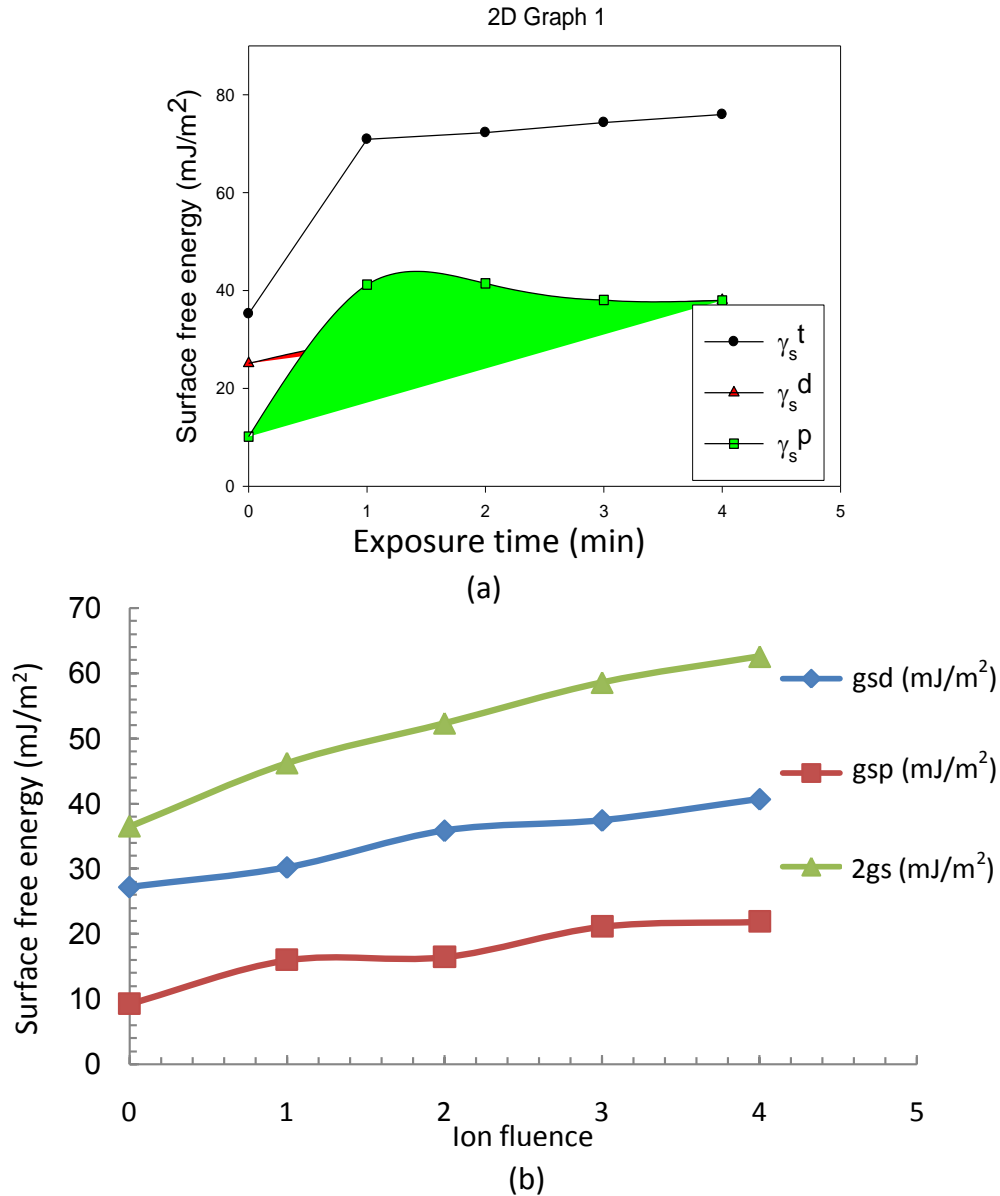 2D Graph 1
Surface free energy (mJ/m²)
80
60
40
20
0
0 1 2 3 4 5
γₛt
γₛd
γₛp
Exposure time (min)
(a)
Surface free energy (mJ/m²)
70
60
50
40
30
20
10
0
0 1 2 3 4 5
gsd (mJ/m²)
gsp (mJ/m²)
2gs (mJ/m²)
Ion fluence
(b)